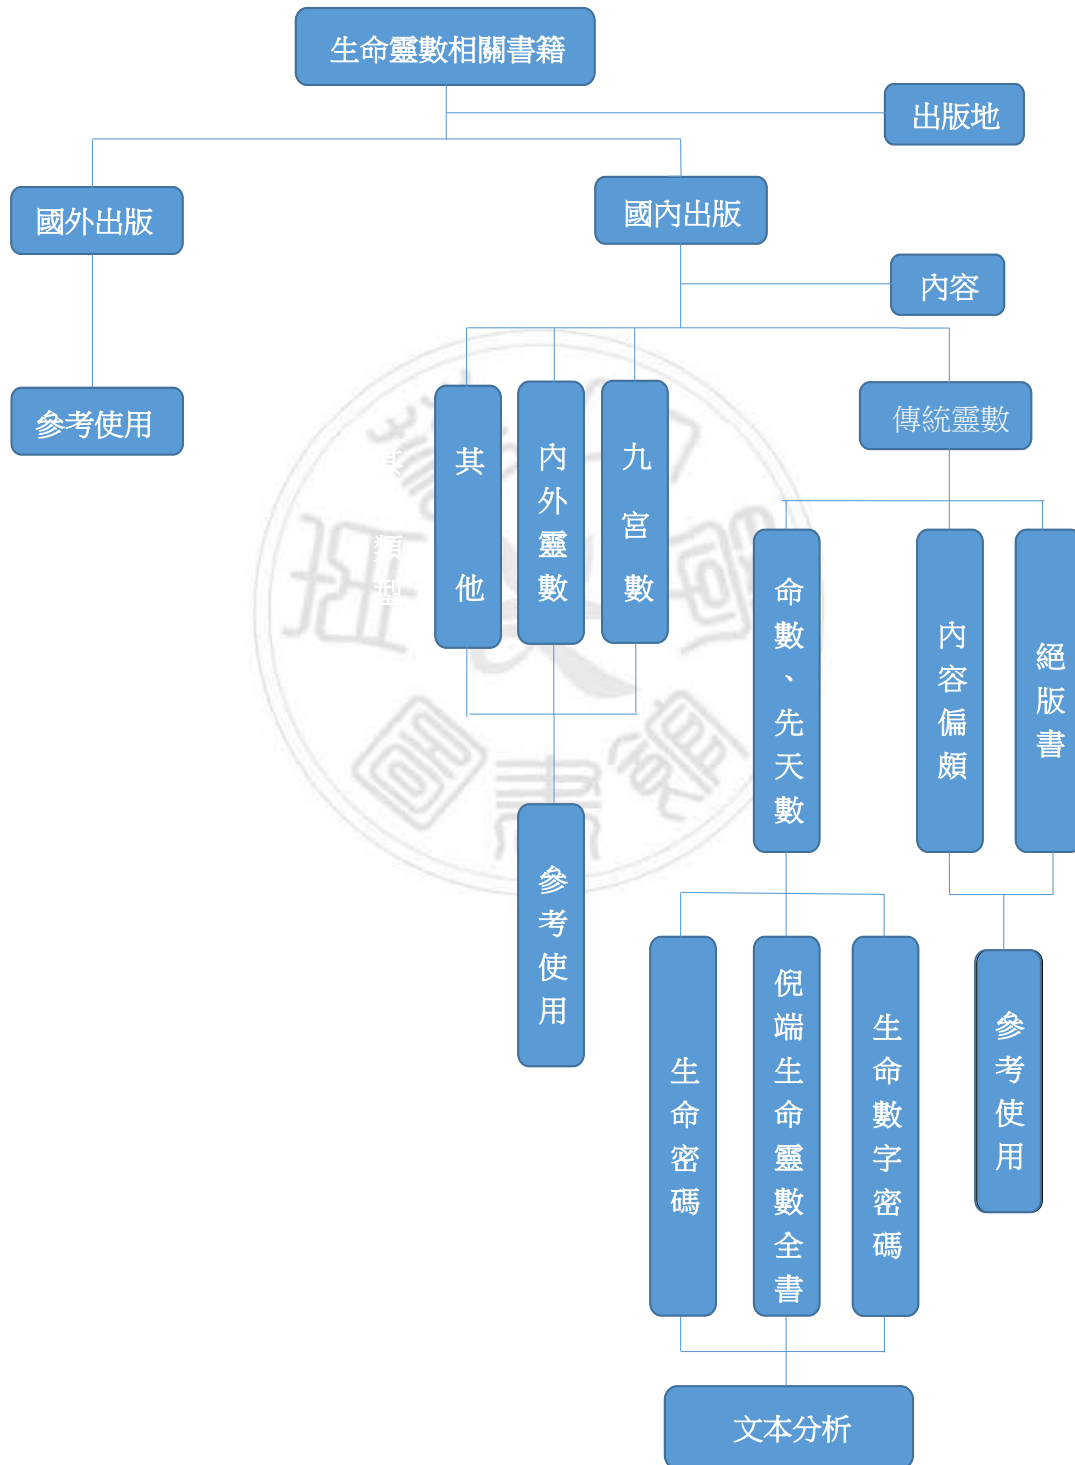 生命靈數相關書籍
出版地
國外出版
國內出版
內容
參考使用
其他
內外靈數
九宮數
傳統靈數
其類型
命數、先天數
內容偏頗
絕版書
參考使用
生命密碼
倪端生命靈數全書
生命數字密碼
參考使用
文本分析